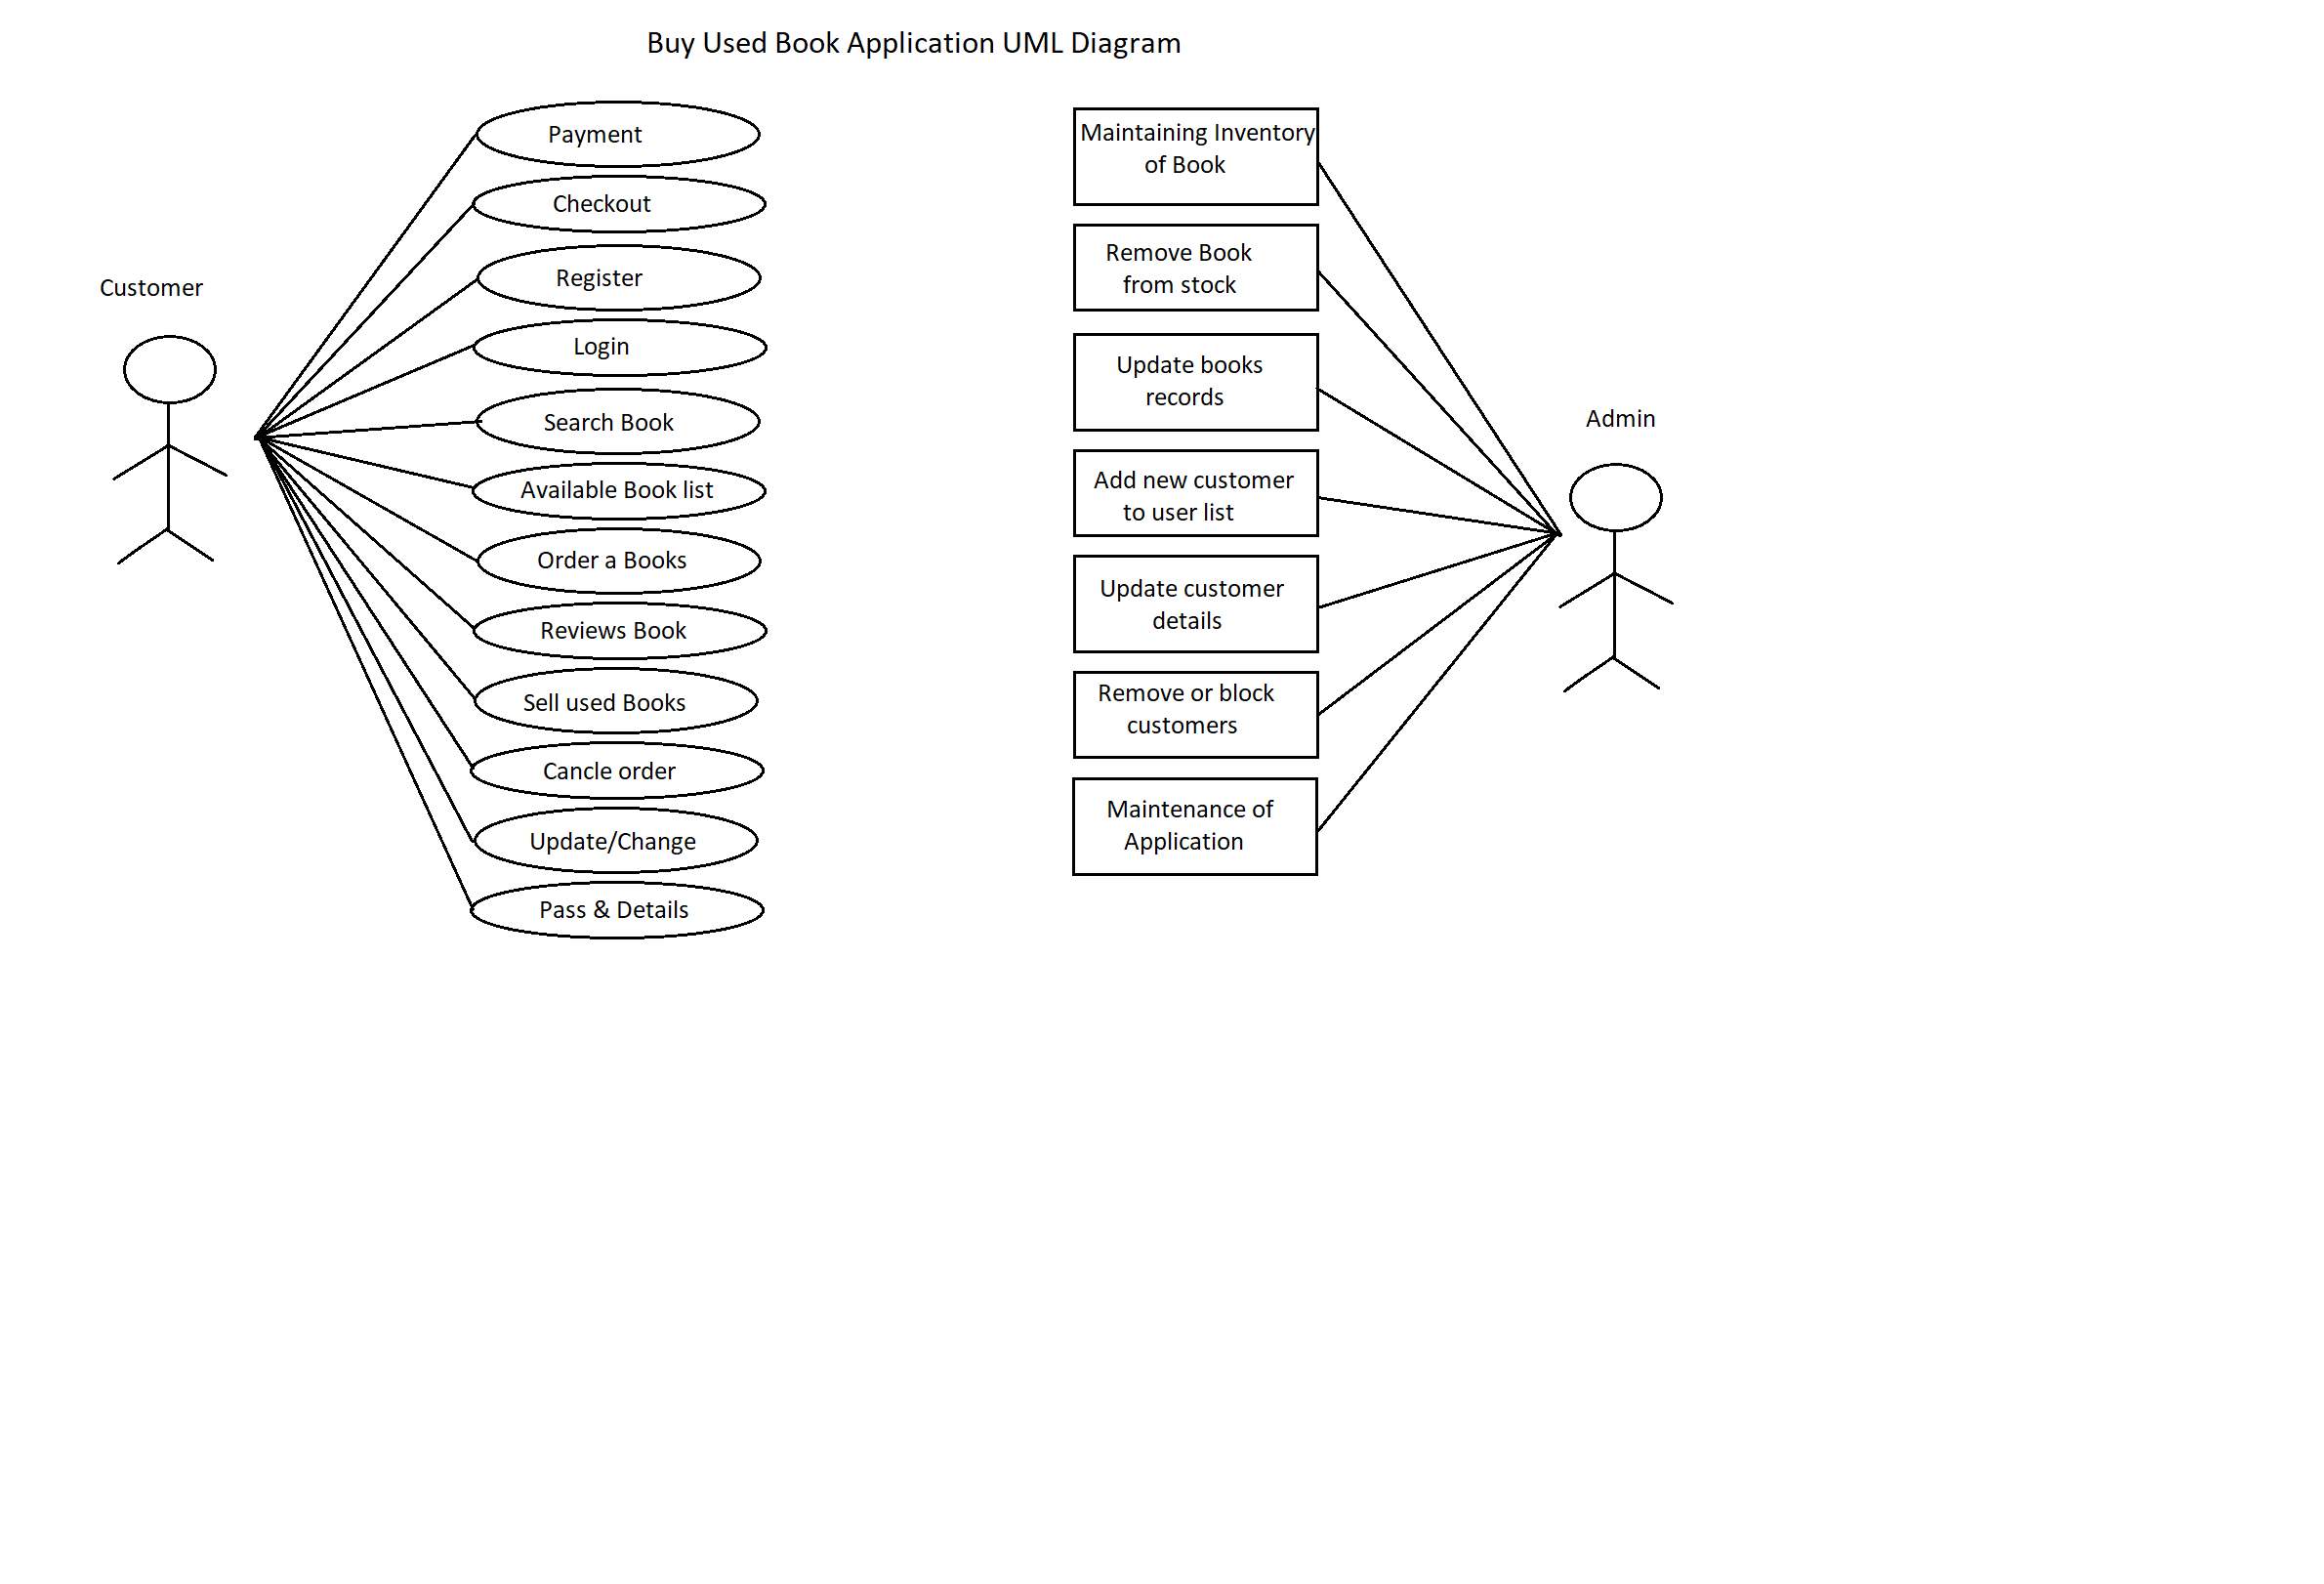 Buy Used Book Application UML Diagram
Customer
Payment
Checkout
Register
Login
Search Book
Available Book list
Order a Books
Reviews Book
Sell used Books
Cancle order
Update/Change
Pass & Details
Maintaining Inventory
of Book
Remove Book
from stock
Update books
records
Add new customer
to user list
Update customer
details
Remove or block
customers
Maintenance of
Application
Admin